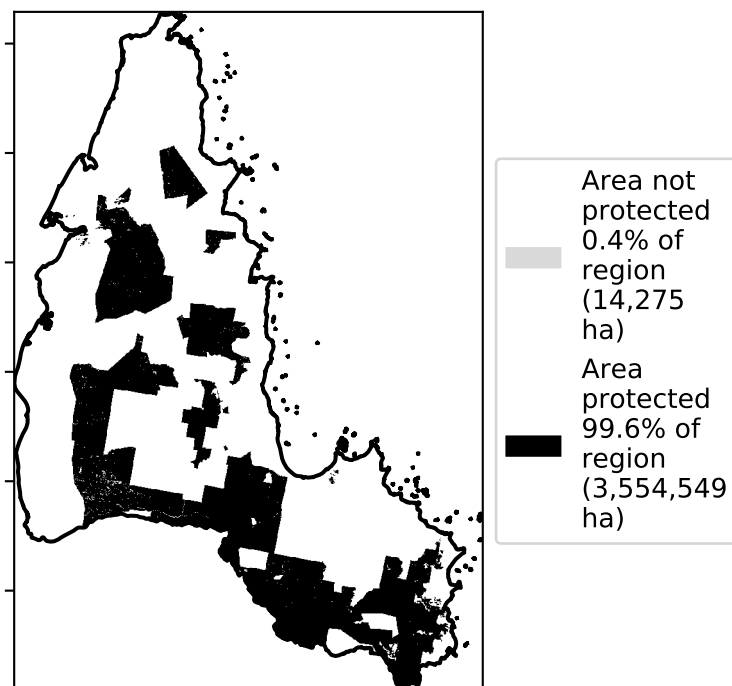 Area not
protected
0.4% of
region
(14,275
ha)
Area
protected
99.6% of
region
(3,554,549
ha)